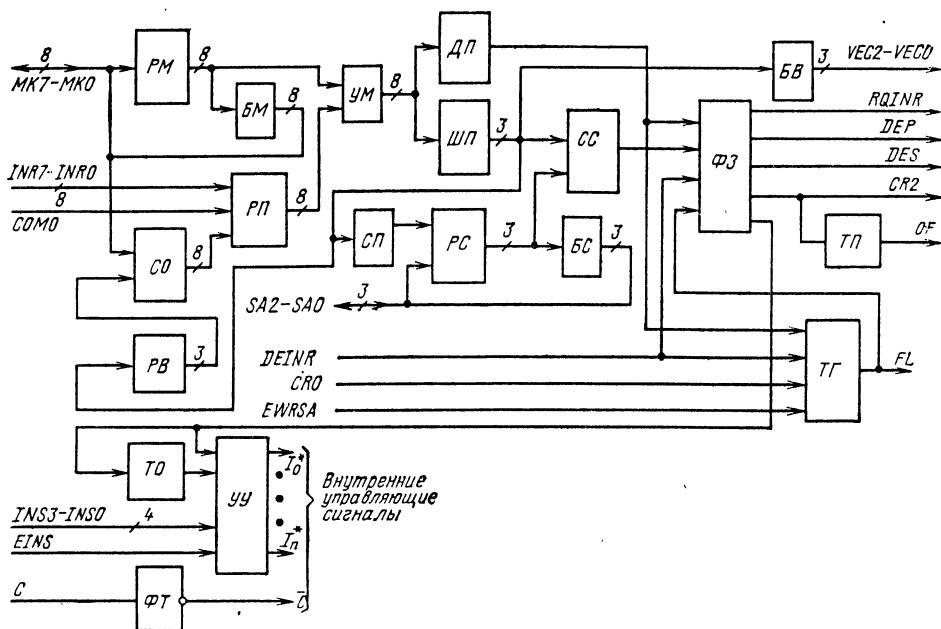 8
MK7-MK0
РМ
8
БМ
8
УМ
8
ДП
ШП
3
СС
БВ
3
VEC2-VEC0
ФЗ
RQINR
DEP
DES
CR2
ТП
OF
INR7-INR0
8
COM0
РП
8
СО
8
СП
РС
3
БС
3
SA2-SA0
3
РВ
3
DEINR
CR0
EWRSA
ТГ
FL
ТО
УУ
I0*
In*
Внутренние
управляющие
сигналы
INS3-INS0
4
EINS
C
ФТ
C̅